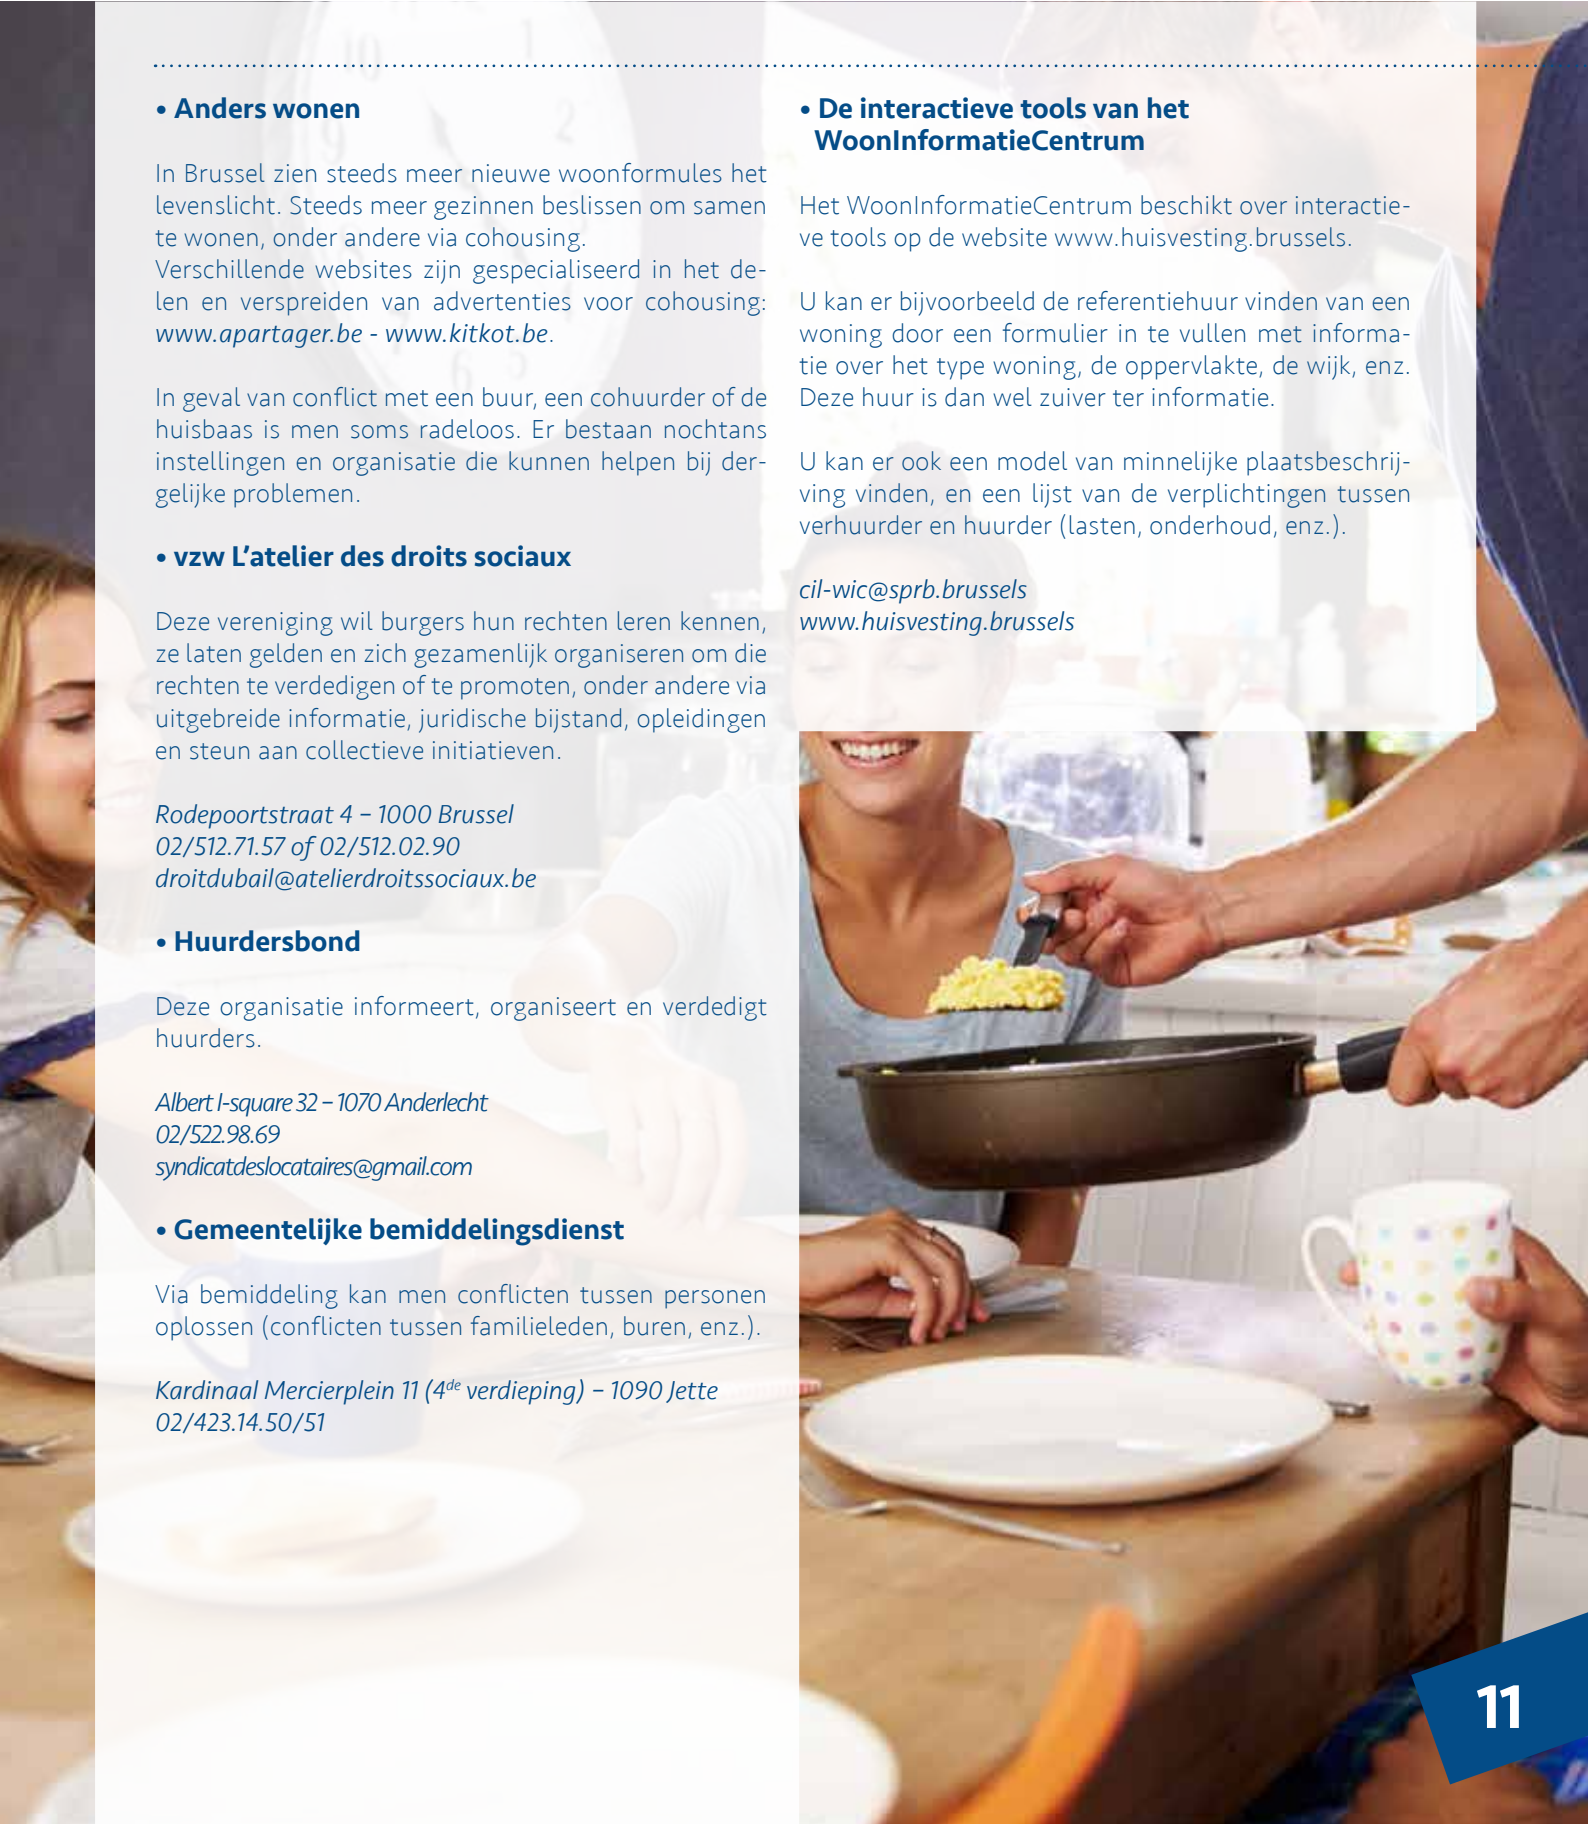 • Anders wonen
In Brussel zien steeds meer nieuwe woonformules het
levenslicht. Steeds meer gezinnen beslissen om samen
te wonen, onder andere via cohousing.
Verschillende websites zijn gespecialiseerd in het de-
len en verspreiden van advertenties voor cohousing:
www.apartager.be - www.kitkot.be.
In geval van conflict met een buur, een cohuurder of de
huisbaas is men soms radeloos. Er bestaan nochtans
instellingen en organisatie die kunnen helpen bij der-
gelijke problemen.
• vzw L’atelier des droits sociaux
Deze vereniging wil burgers hun rechten leren kennen,
ze laten gelden en zich gezamenlijk organiseren om die
rechten te verdedigen of te promoten, onder andere via
uitgebreide informatie, juridische bijstand, opleidingen
en steun aan collectieve initiatieven.
Rodepoortstraat 4 – 1000 Brussel
02/512.71.57 of 02/512.02.90
droitdubail@atelierdroitssociaux.be
• Huurdersbond
Deze organisatie informeert, organiseert en verdedigt
huurders.
Albert I-square 32 – 1070 Anderlecht
02/522.98.69
syndicatdeslocataires@gmail.com
• Gemeentelijke bemiddelingsdienst
Via bemiddeling kan men conflicten tussen personen
oplossen (conflicten tussen familieleden, buren, enz.).
Kardinaal Mercierplein 11 (4de verdieping) – 1090 Jette
02/423.14.50/51
• De interactieve tools van het
WoonInformatieCentrum
Het WoonInformatieCentrum beschikt over interactie-
ve tools op de website www.huisvesting.brussels.
U kan er bijvoorbeeld de referentiehuur vinden van een
woning door een formulier in te vullen met informa-
tie over het type woning, de oppervlakte, de wijk, enz.
Deze huur is dan wel zuiver ter informatie.
U kan er ook een model van minnelijke plaatsbeschrij-
ving vinden, en een lijst van de verplichtingen tussen
verhuurder en huurder (lasten, onderhoud, enz.).
cil-wic@sprb.brussels
www.huisvesting.brussels
11